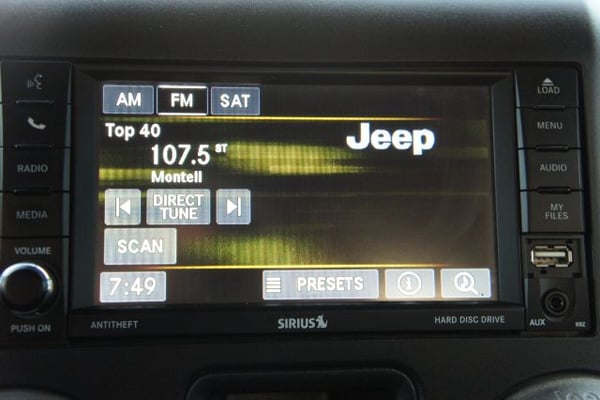 AM FM SAT
Top 40
107.5 ST
Montell
Jeep
DIRECT
TUNE
SCAN
7:49
PRESETS
RADIO
MEDIA
VOLUME
PUSH ON
LOAD
MENU
AUDIO
MY
FILES
AUX
ANTITHEFT
SIRIUS
HARD DISC DRIVE